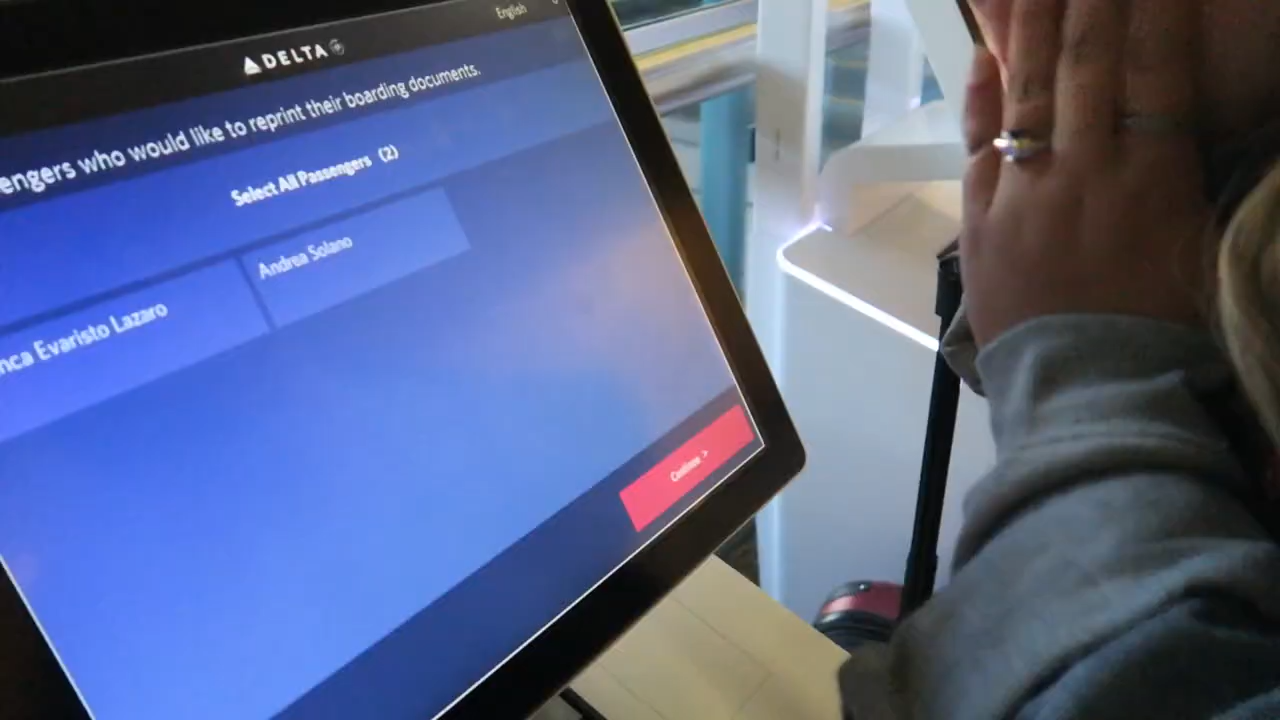 English
DELTA
engers who would like to reprint their boarding documents.
Select All Passengers (2)
nca Evaristo Lazaro
Andrea Solano
Continue >